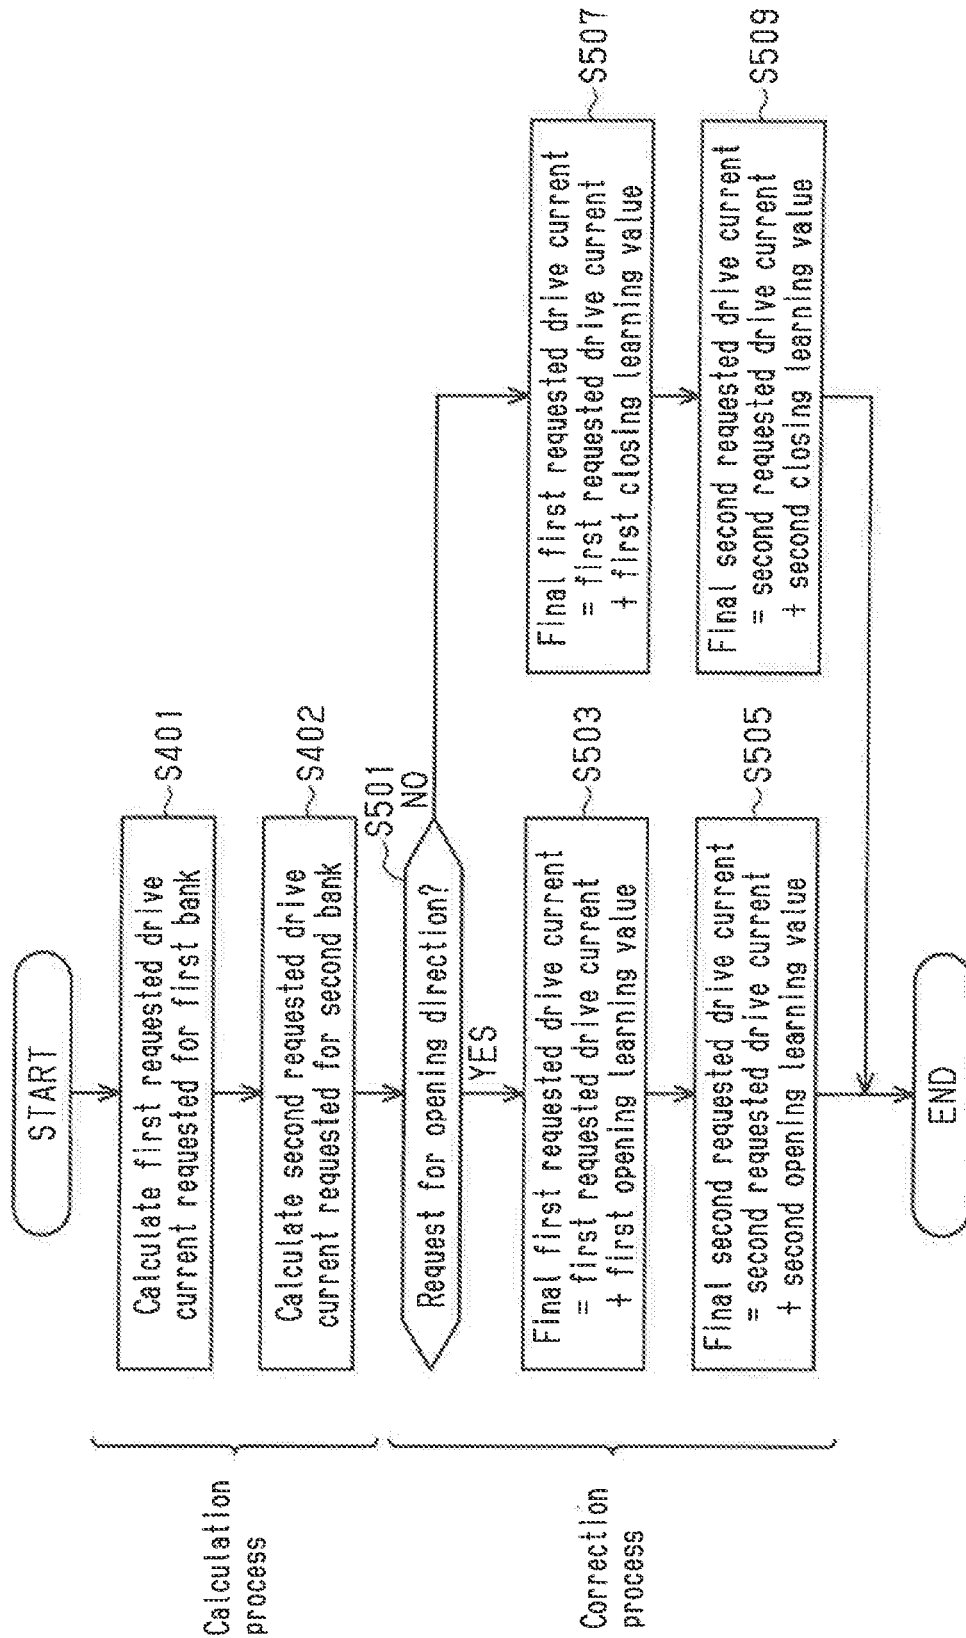 START
Calculation
process
Calculate first requested drive
current requested for first bank
S401
Calculate second requested drive
current requested for second bank
S402
Correction
process
Request for opening direction?
S501
NO
YES
Final first requested drive current
= first requested drive current
+ first opening learning value
S503
Final second requested drive current
= second requested drive current
+ second opening learning value
S505
Final first requested drive current
= first requested drive current
+ first closing learning value
S507
Final second requested drive current
= second requested drive current
+ second closing learning value
S509
END